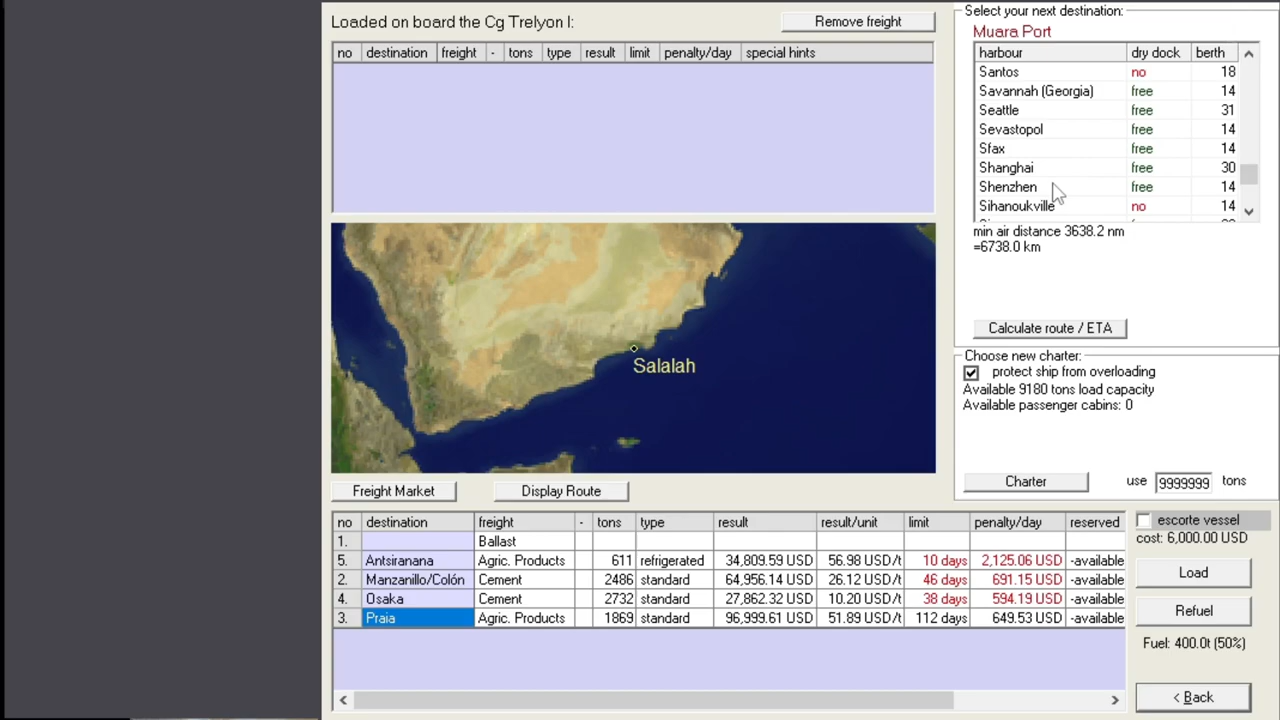 Loaded on board the Cg Trelyon I:
Remove freight
no destination freight - tons type result limit penalty/day special hints
Salalah
Freight Market
Display Route
Select your next destination:
Muara Port
harbour dry dock berth
Santos no 18
Savannah (Georgia) free 14
Seattle free 31
Sevastopol free 14
Sfax free 14
Shanghai free 30
Shenzhen free 14
Sihanoukville no 14
min air distance 3638.2 nm
=6738.0 km
Calculate route / ETA
Choose new charter:
protect ship from overloading
Available 9180 tons load capacity
Available passenger cabins: 0
Charter use 9999999 tons
no destination freight - tons type result result/unit limit penalty/day reserved
1. Ballast
5. Antsiranana Agric. Products 611 refrigerated 34,809.59 USD 56.98 USD/t 10 days 2,125.06 USD -available
2. Manzanillo/Colón Cement 2486 standard 64,956.14 USD 26.12 USD/t 46 days 691.15 USD -available
4. Osaka Cement 2732 standard 27,862.32 USD 10.20 USD/t 38 days 594.19 USD -available
3. Praia Agric. Products 1869 standard 96,999.61 USD 51.89 USD/t 112 days 649.53 USD -available
escorte vessel
cost: 6,000.00 USD
Load
Refuel
Fuel: 400.0t (50%)
< Back